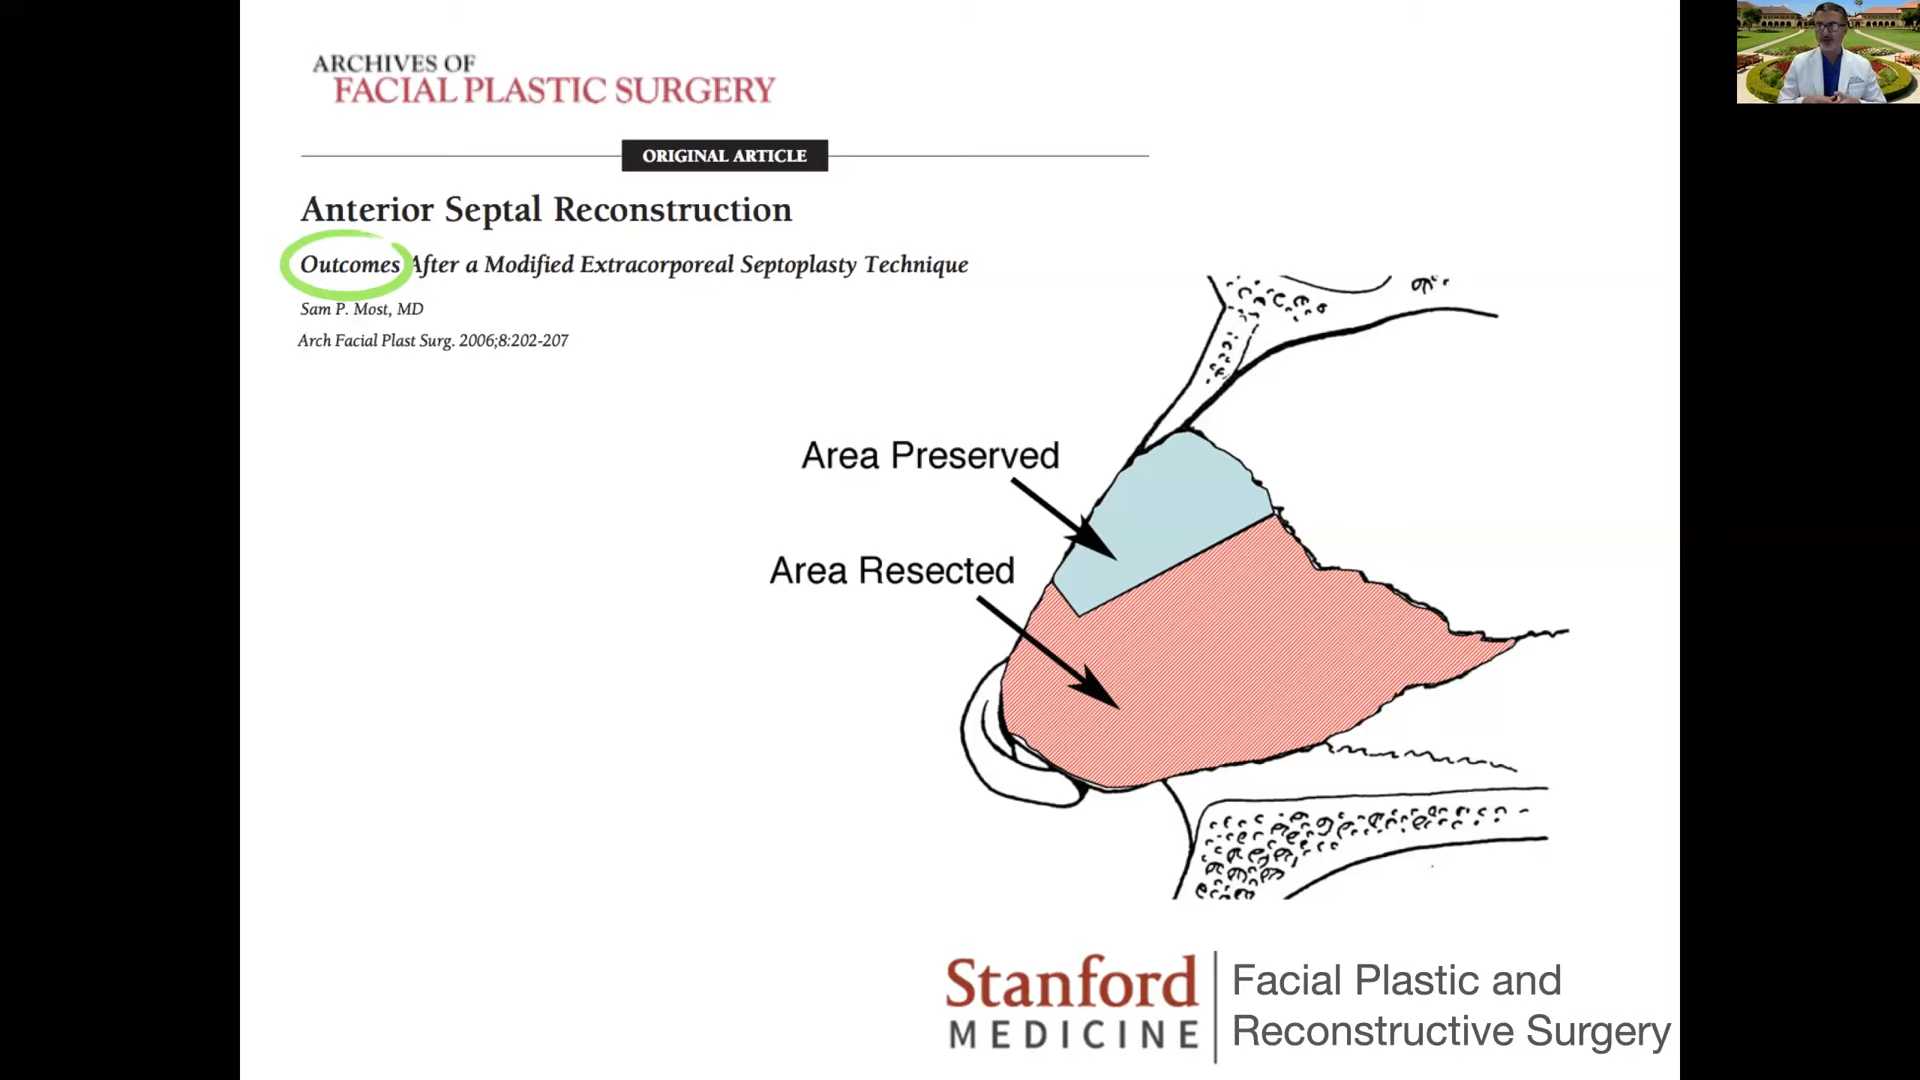 ARCHIVES OF
FACIAL PLASTIC SURGERY
ORIGINAL ARTICLE
Anterior Septal Reconstruction
Outcomes After a Modified Extracorporeal Septoplasty Technique
Sam P. Most, MD
Arch Facial Plast Surg. 2006;8:202-207
Area Preserved
Area Resected
Stanford
MEDICINE
Facial Plastic and
Reconstructive Surgery